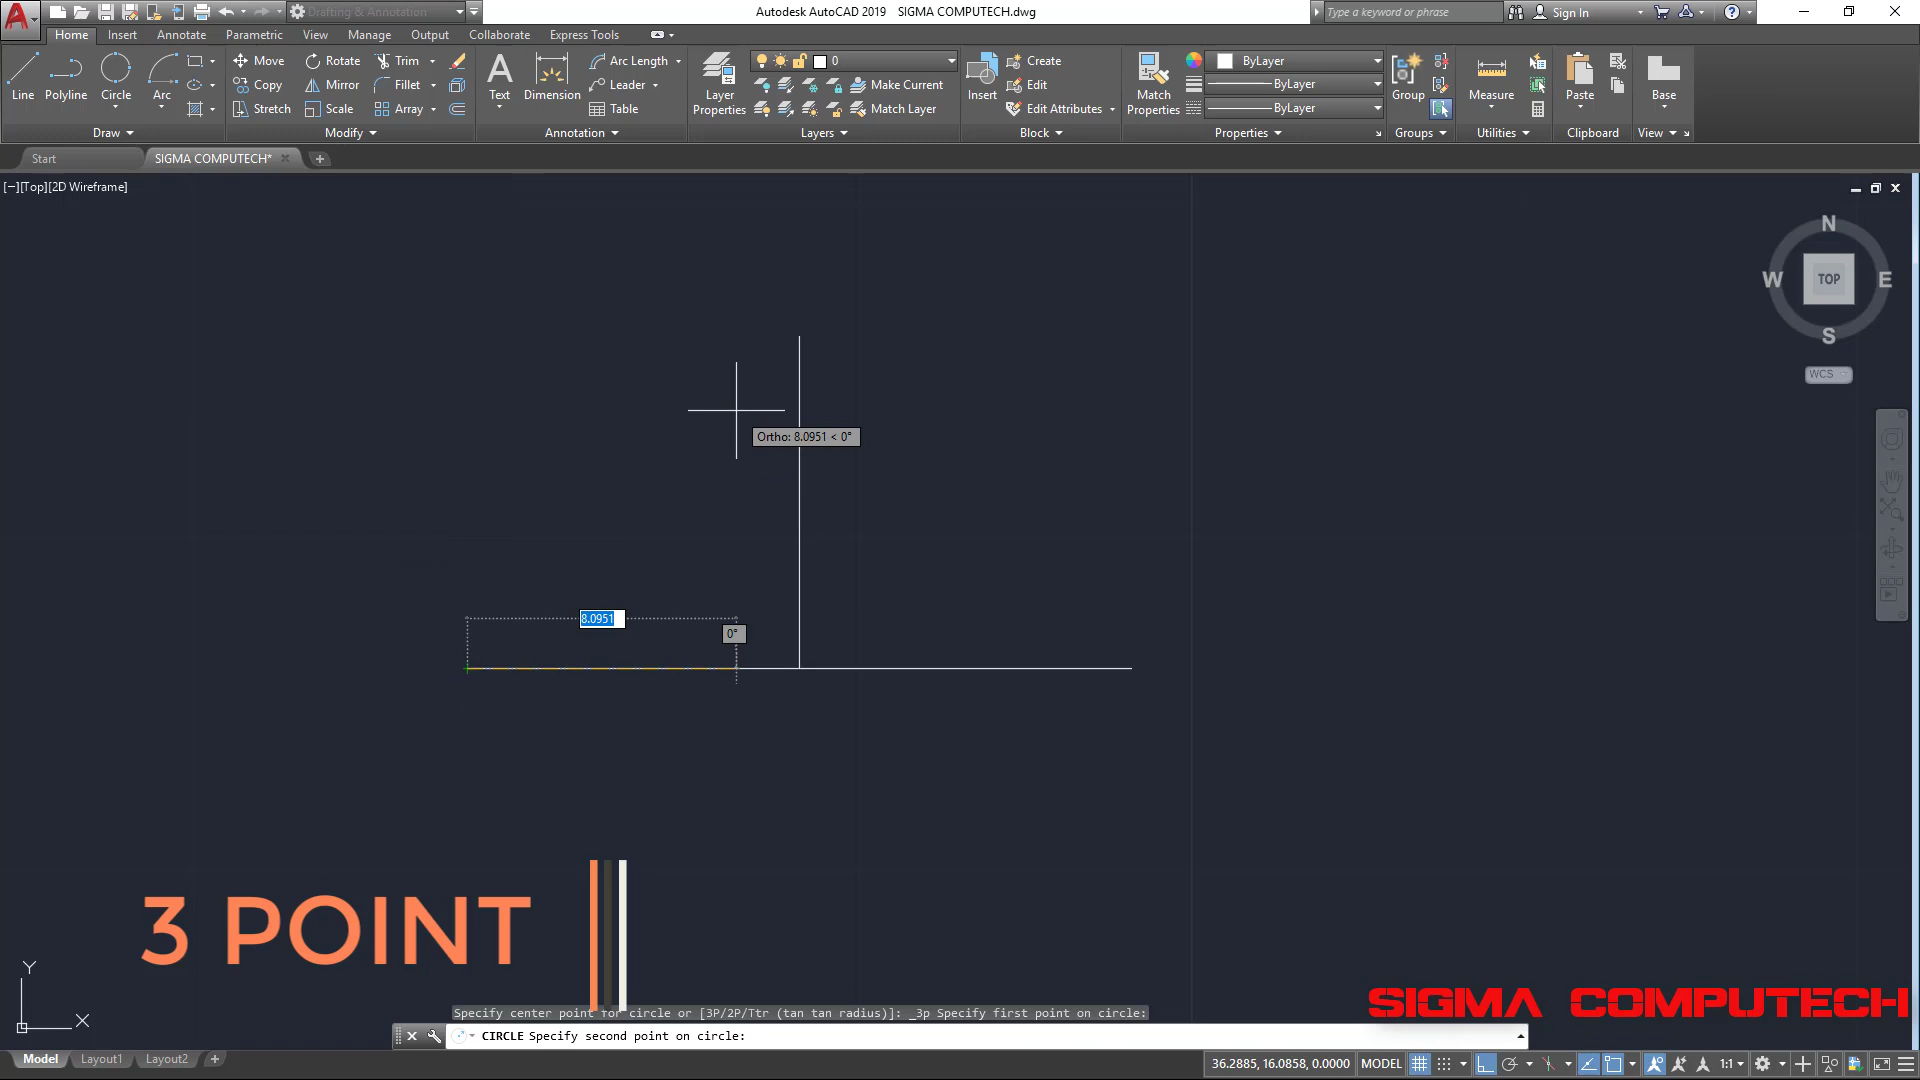 Drafting & Annotation
Autodesk AutoCAD 2019 SIGMA COMPUTECH.dwg
Type a keyword or phrase
Sign In
Home Insert Annotate Parametric View Manage Output Collaborate Express Tools
Line Polyline Circle Arc
Move Rotate Trim
Copy Mirror Fillet
Stretch Scale Array
Text Dimension
Arc Length
Leader
Table
Layer Properties
0
Make Current
Match Layer
Insert
Create
Edit
Edit Attributes
Match Properties
ByLayer
ByLayer
ByLayer
Group Measure Paste Base
Draw Modify Annotation Layers Block Properties Groups Utilities Clipboard View
Start SIGMA COMPUTECH*
[−][Top][2D Wireframe]
N
W TOP E
S
WCS
Ortho: 8.0951 < 0°
8.0951
0°
3 POINT
Y
X
SIGMA COMPUTECH
Specify center point for circle or [3P/2P/Ttr (tan tan radius)]: _3p Specify first point on circle:
CIRCLE Specify second point on circle:
Model Layout1 Layout2
36.2885, 16.0858, 0.0000 MODEL 1:1